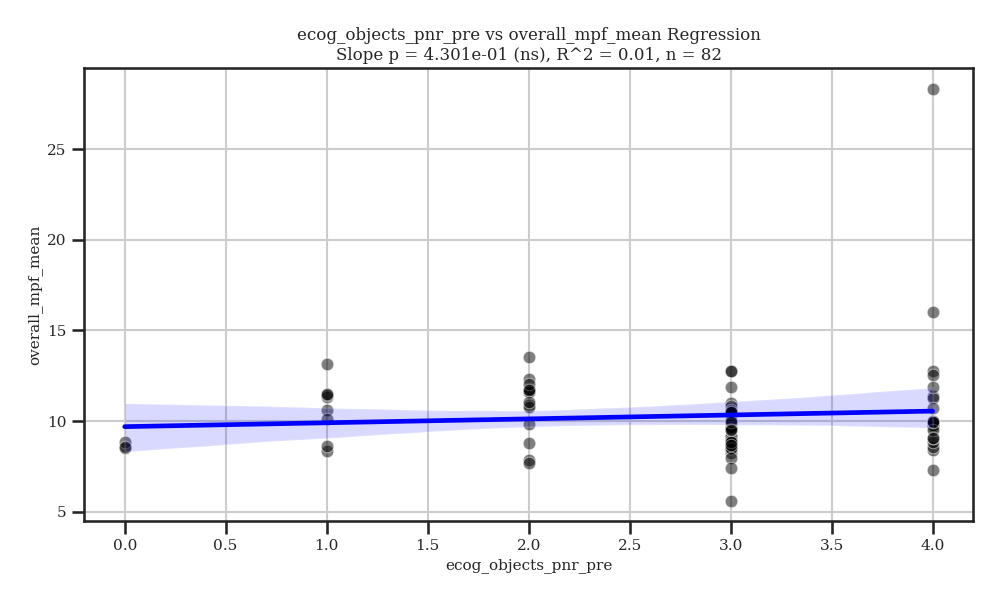 ecog_objects_pnr_pre vs overall_mpf_mean Regression
Slope p = 4.301e-01 (ns), R^2 = 0.01, n = 82
overall_mpf_mean
25
20
15
10
5
0.0 0.5 1.0 1.5 2.0 2.5 3.0 3.5 4.0
ecog_objects_pnr_pre